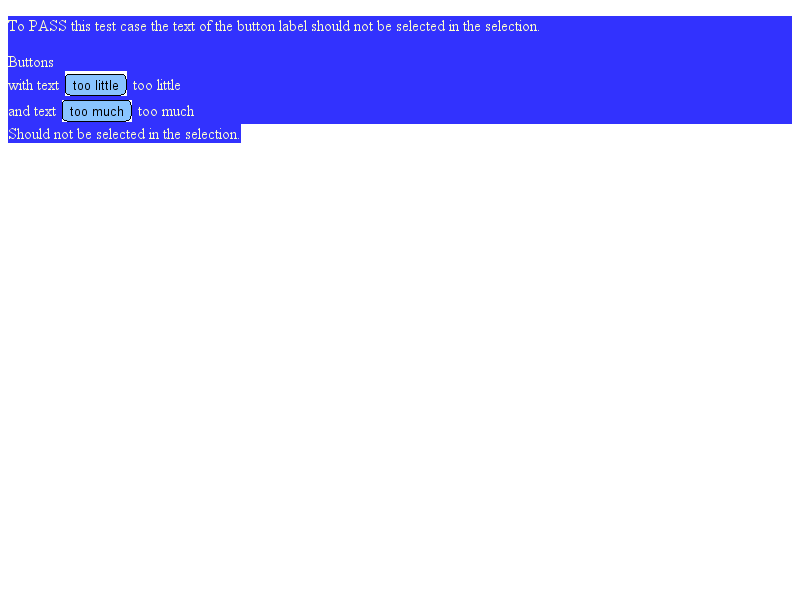 To PASS this test case the text of the button label should not be selected in the selection.
Buttons
with text too little too little
and text too much too much
Should not be selected in the selection.